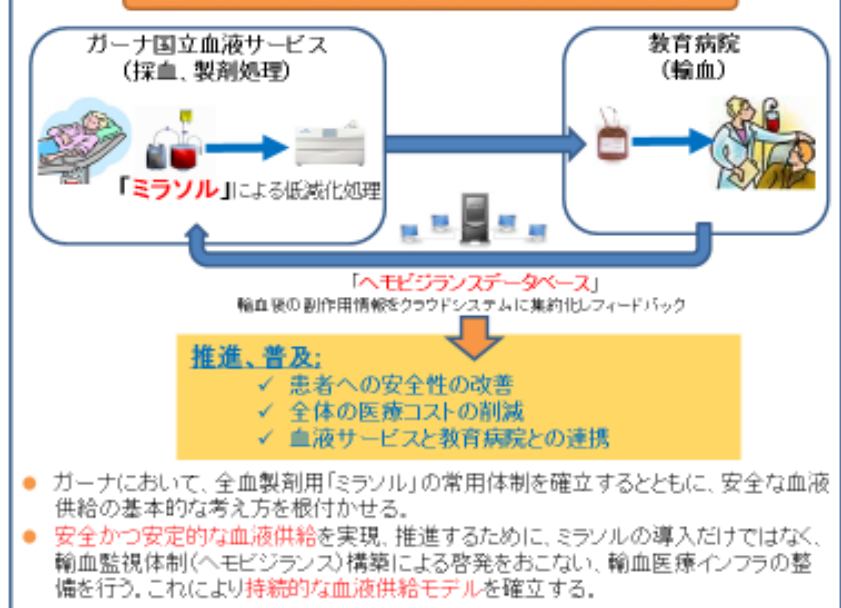 ガーナ国立血液サービス
(採血、製剤処理)
教育病院
(輸血)
「ミラソル」による低減化処理
「ヘモビジランスデータベース」
輸血後の副作用情報をクラウドシステムに集約化しフィードバック
推進、普及;
✓ 患者への安全性の改善
✓ 全体の医療コストの削減
✓ 血液サービスと教育病院との連携
● ガーナにおいて、全血製剤用「ミラソル」の常用体制を確立するとともに、安全な血液
供給の基本的な考え方を根付かせる。
● 安全かつ安定的な血液供給を実現、推進するために、ミラソルの導入だけではなく、
輸血監視体制(ヘモビジランス)構築による啓発をおこない、輸血医療インフラの整
備を行う。これにより持続的な血液供給モデルを確立する。